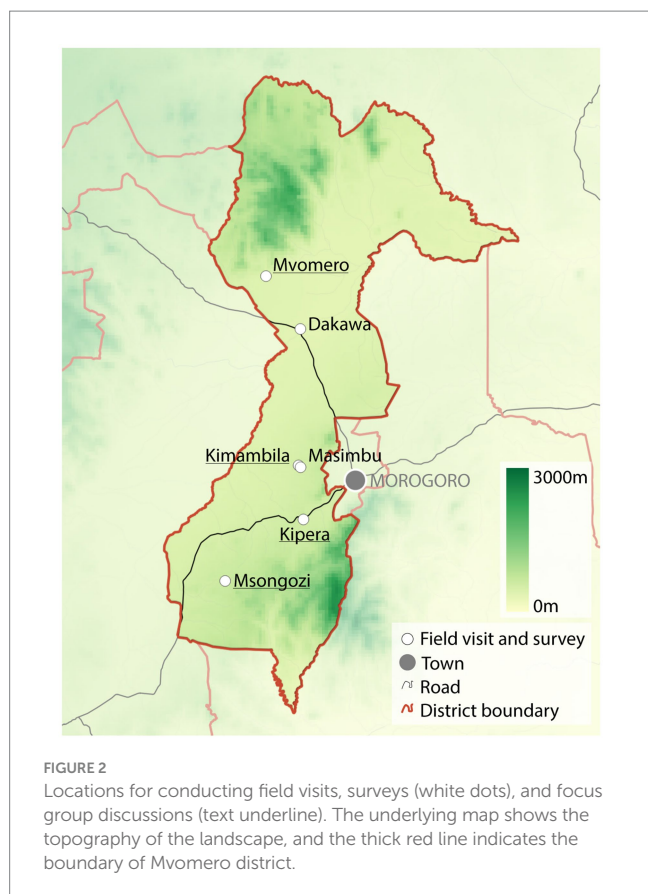 Mvomero
Dakawa
Kimambila
Masimbu
MOROGORO
Kipera
Msongozi
3000m
0m
Field visit and survey
Town
Road
District boundary
FIGURE 2
Locations for conducting field visits, surveys (white dots), and focus
group discussions (text underline). The underlying map shows the
topography of the landscape, and the thick red line indicates the
boundary of Mvomero district.